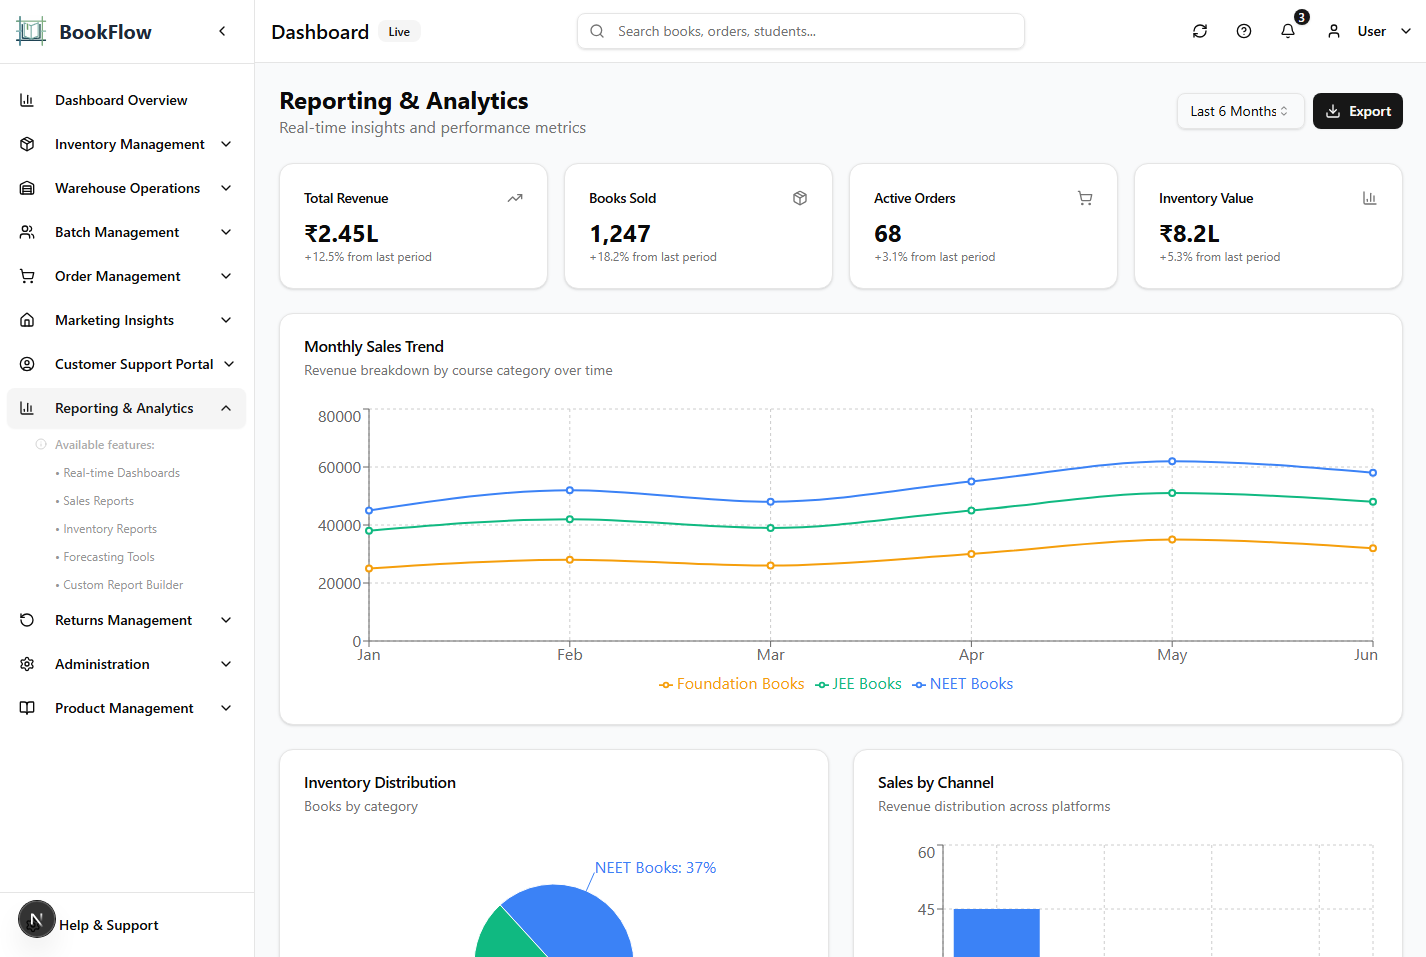 BookFlow
Dashboard Live
Search books, orders, students...
3
User
Dashboard Overview
Inventory Management
Warehouse Operations
Batch Management
Order Management
Marketing Insights
Customer Support Portal
Reporting & Analytics
Available features:
• Real-time Dashboards
• Sales Reports
• Inventory Reports
• Forecasting Tools
• Custom Report Builder
Returns Management
Administration
Product Management
N
Help & Support
Reporting & Analytics
Real-time insights and performance metrics
Last 6 Months
Export
Total Revenue
₹2.45L
+12.5% from last period
Books Sold
1,247
+18.2% from last period
Active Orders
68
+3.1% from last period
Inventory Value
₹8.2L
+5.3% from last period
Monthly Sales Trend
Revenue breakdown by course category over time
80000
60000
40000
20000
0
Jan Feb Mar Apr May Jun
Foundation Books JEE Books NEET Books
Inventory Distribution
Books by category
NEET Books: 37%
Sales by Channel
Revenue distribution across platforms
60
45